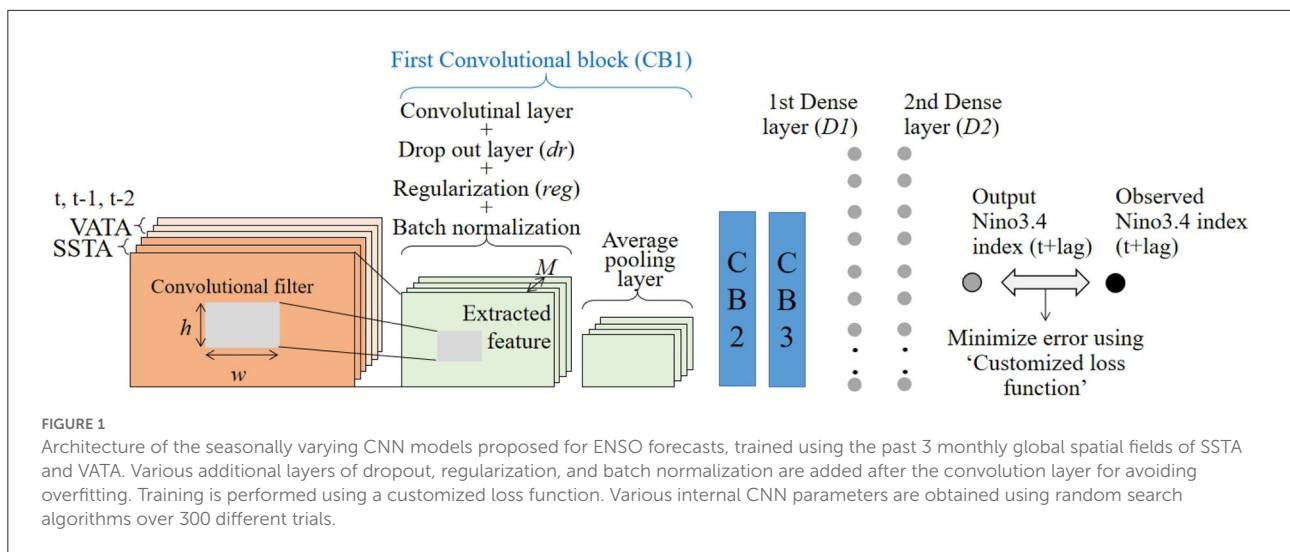 First Convolutional block (CB1)
Convolutinal layer
+
Drop out layer (dr)
+
Regularization (reg)
+
Batch normalization
t, t-1, t-2
VATA
SSTA
Convolutional filter
h
w
M
Extracted
feature
Average
pooling
layer
C
B
2
C
B
3
1st Dense
layer (D1)
2nd Dense
layer (D2)
Output
Nino3.4
index (t+lag)
Observed
Nino3.4 index
(t+lag)
Minimize error using
‘Customized loss
function’
FIGURE 1
Architecture of the seasonally varying CNN models proposed for ENSO forecasts, trained using the past 3 monthly global spatial fields of SSTA
and VATA. Various additional layers of dropout, regularization, and batch normalization are added after the convolution layer for avoiding
overfitting. Training is performed using a customized loss function. Various internal CNN parameters are obtained using random search
algorithms over 300 different trials.